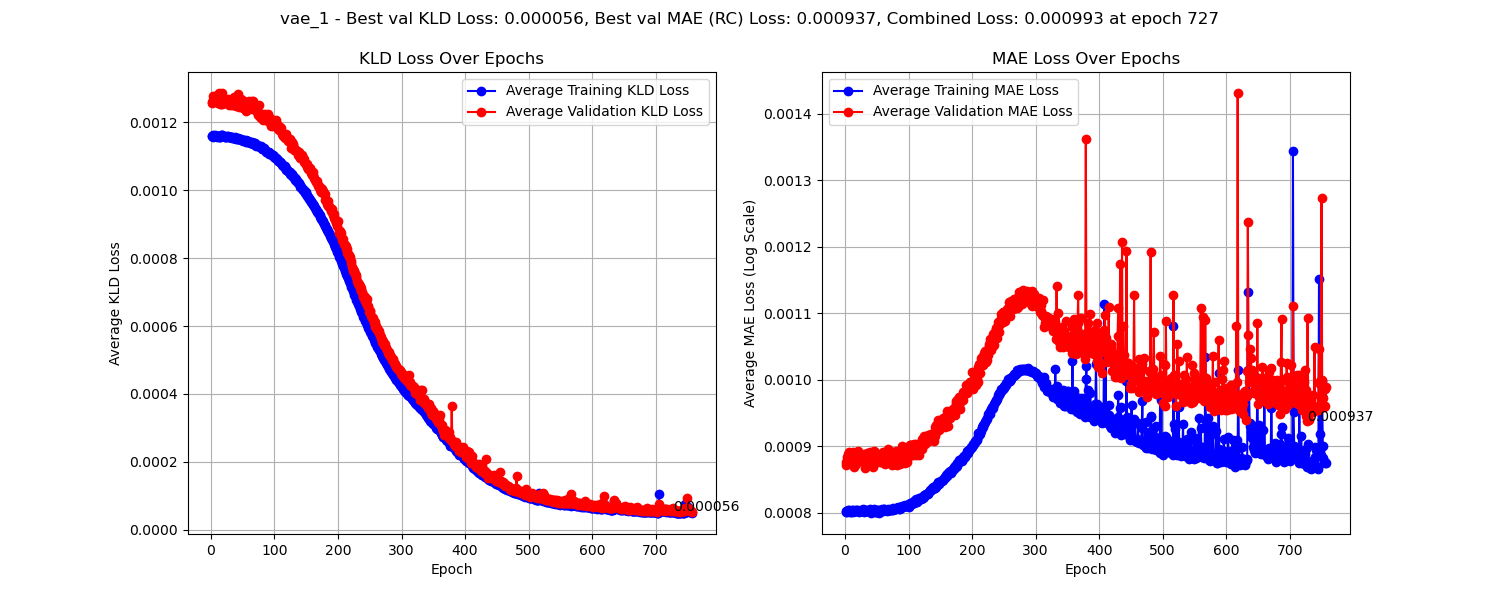 vae_1 - Best val KLD Loss: 0.000056, Best val MAE (RC) Loss: 0.000937, Combined Loss: 0.000993 at epoch 727
KLD Loss Over Epochs
Average Training KLD Loss
Average Validation KLD Loss
0.0012
0.0010
0.0008
0.0006
0.0004
0.0002
0.0000
Average KLD Loss
0.000056
0 100 200 300 400 500 600 700
Epoch
MAE Loss Over Epochs
Average Training MAE Loss
Average Validation MAE Loss
0.0014
0.0013
0.0012
0.0011
0.0010
0.0009
0.0008
Average MAE Loss (Log Scale)
0.000937
0 100 200 300 400 500 600 700
Epoch